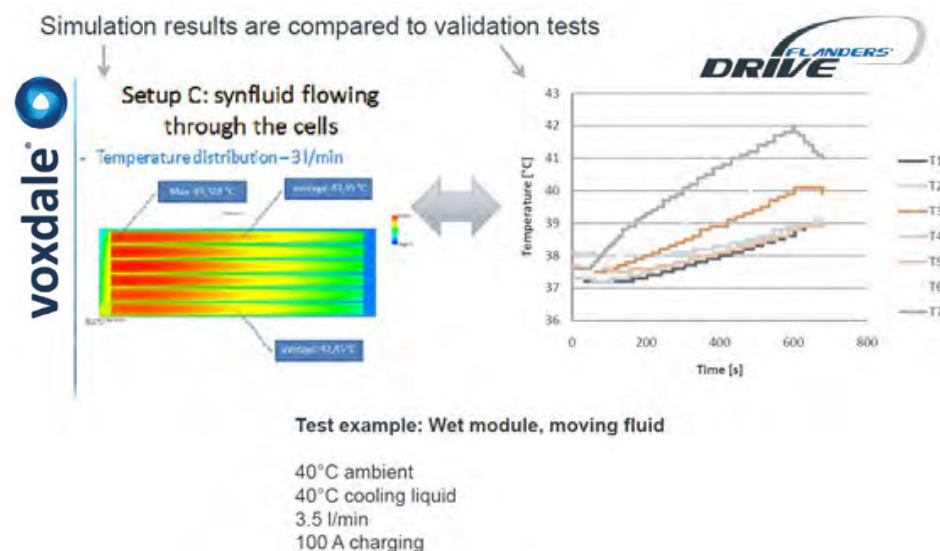 Simulation results are compared to validation tests
voxdale
FLANDERS'
DRIVE
Setup C: synfluid flowing
through the cells
- Temperature distribution – 3 l/min
average:
average:
43
42
41
40
39
38
37
36
Temperature [°C]
0
200
400
600
800
Time [s]
T1
T2
T3
T4
T5
T6
T7
Test example: Wet module, moving fluid
40°C ambient
40°C cooling liquid
3.5 l/min
100 A charging